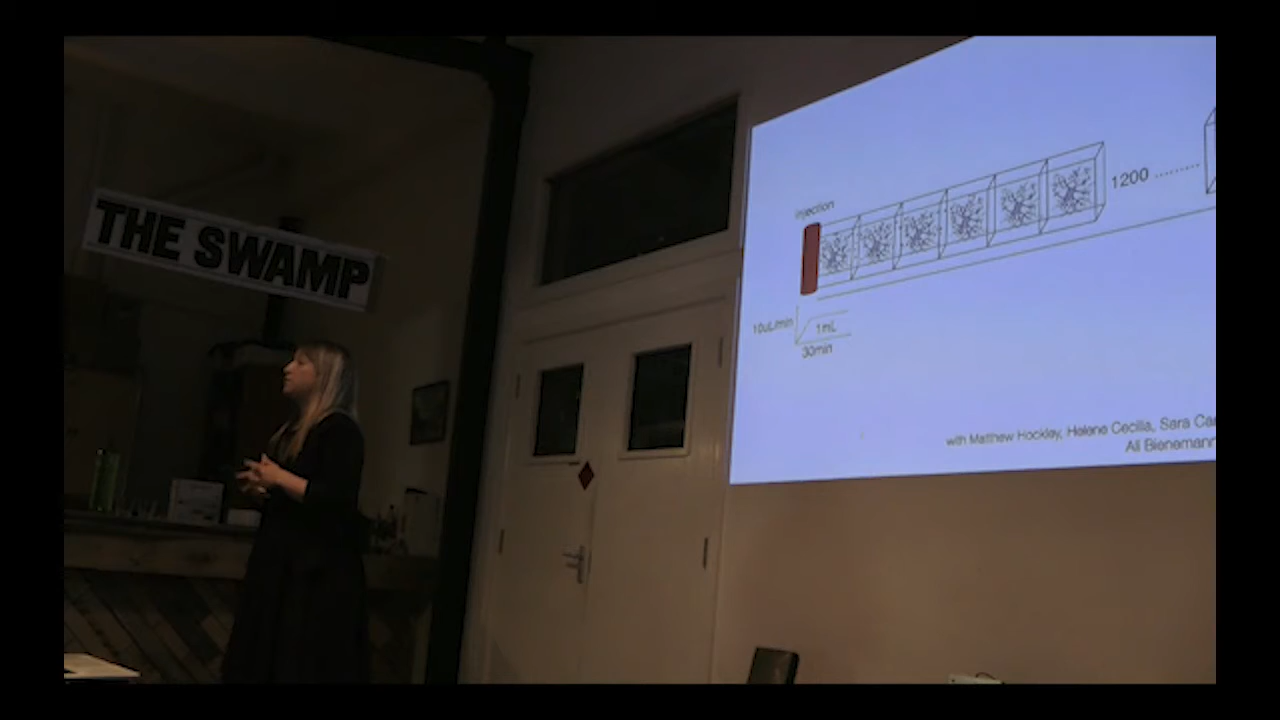 THE SWAMP
injection
1200 ........
10uL/min
1mL
30min
with Matthew Hockley, Helene Cecilia, Sara
Ali Bienemann